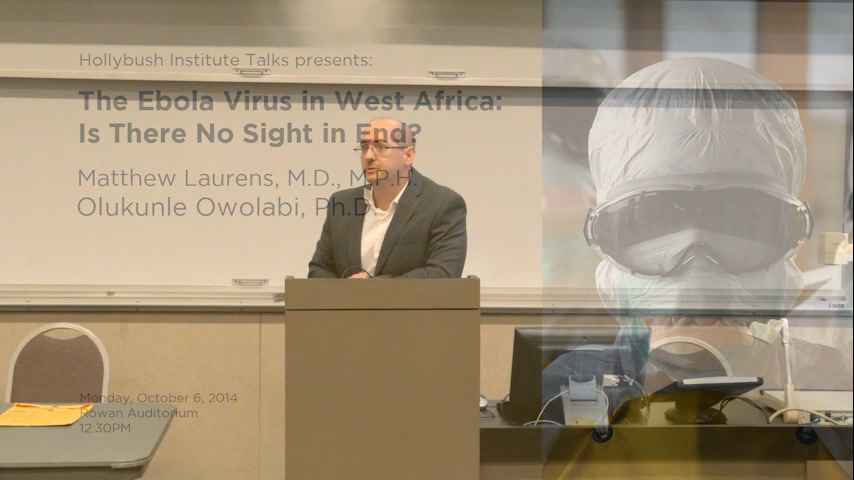 Hollybush Institute Talks presents:
The Ebola Virus in West Africa:
Is There No Sight in End?
Matthew Laurens, M.D., M.P.H.
Olukunle Owolabi, Ph.D
Monday, October 6, 2014
Rowan Auditorium
12:30PM